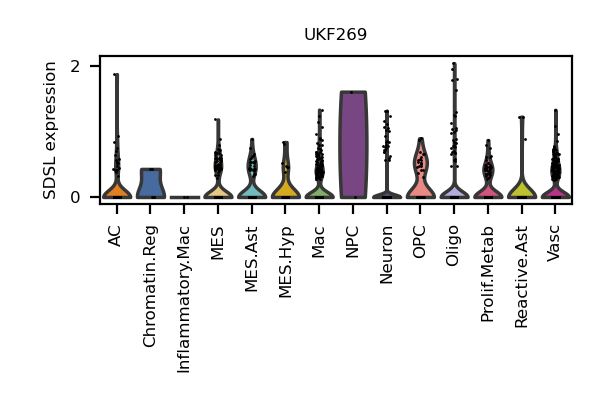 UKF269
SDSL expression
2
0
AC
Chromatin.Reg
Inflammatory.Mac
MES
MES.Ast
MES.Hyp
Mac
NPC
Neuron
OPC
Oligo
Prolif.Metab
Reactive.Ast
Vasc